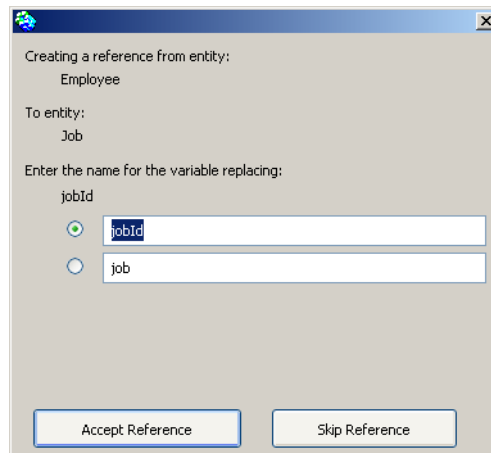 Creating a reference from entity:
Employee
To entity:
Job
Enter the name for the variable replacing:
jobId
jobId
job
Accept Reference
Skip Reference